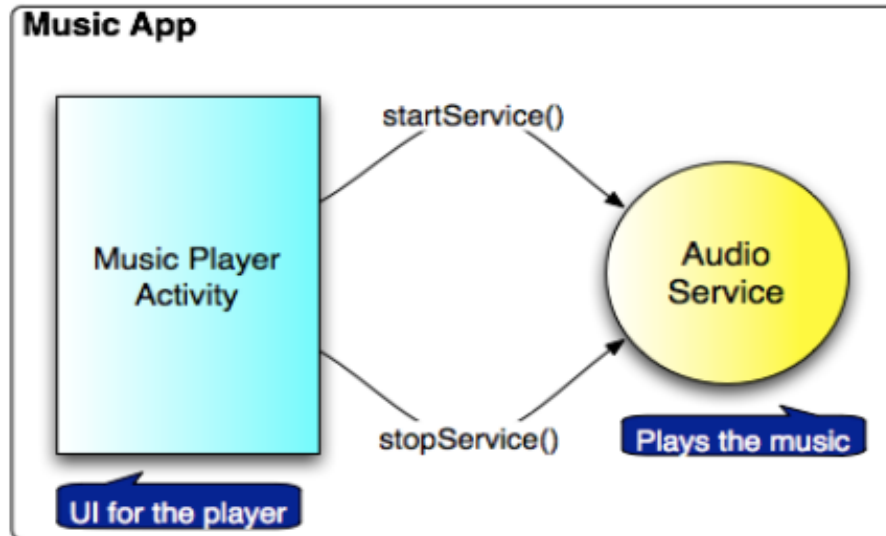 Music App
startService()
Music Player
Activity
Audio
Service
stopService()
Plays the music
UI for the player